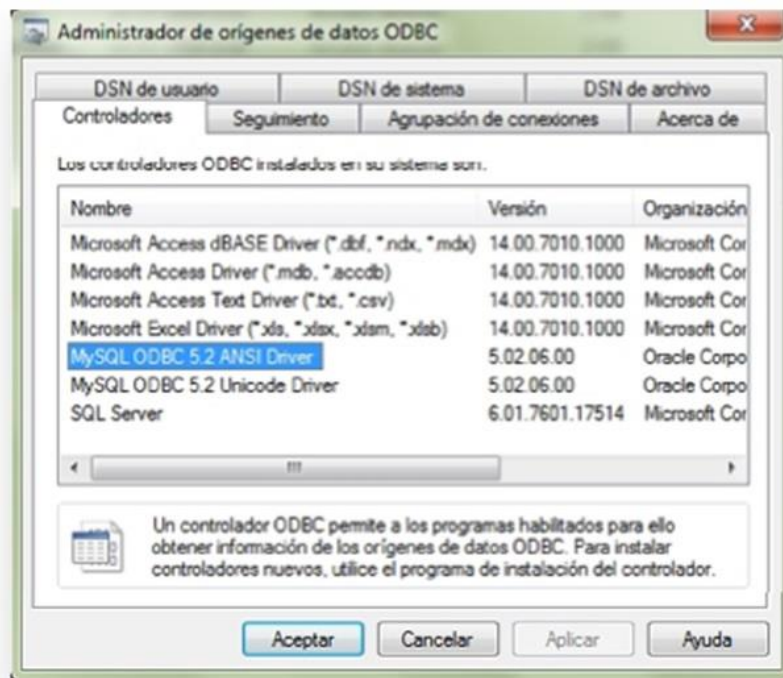 Administrador de orígenes de datos ODBC
DSN de usuario DSN de sistema DSN de archivo
Controladores Seguimiento Agrupación de conexiones Acerca de
Los controladores ODBC instalados en su sistema son:
Nombre Versión Organización
Microsoft Access dBASE Driver (*.dbf, *.ndx, *.mdx) 14.00.7010.1000 Microsoft Cor
Microsoft Access Driver (*.mdb, *.accdb) 14.00.7010.1000 Microsoft Cor
Microsoft Access Text Driver (*.txt, *.csv) 14.00.7010.1000 Microsoft Cor
Microsoft Excel Driver (*.xls, *.xlsx, *.xlsm, *.xlsb) 14.00.7010.1000 Microsoft Cor
MySQL ODBC 5.2 ANSI Driver 5.02.06.00 Oracle Corpo
MySQL ODBC 5.2 Unicode Driver 5.02.06.00 Oracle Corpo
SQL Server 6.01.7601.17514 Microsoft Cor
Un controlador ODBC permite a los programas habilitados para ello
obtener información de los orígenes de datos ODBC. Para instalar
controladores nuevos, utilice el programa de instalación del controlador.
Aceptar Cancelar Aplicar Ayuda